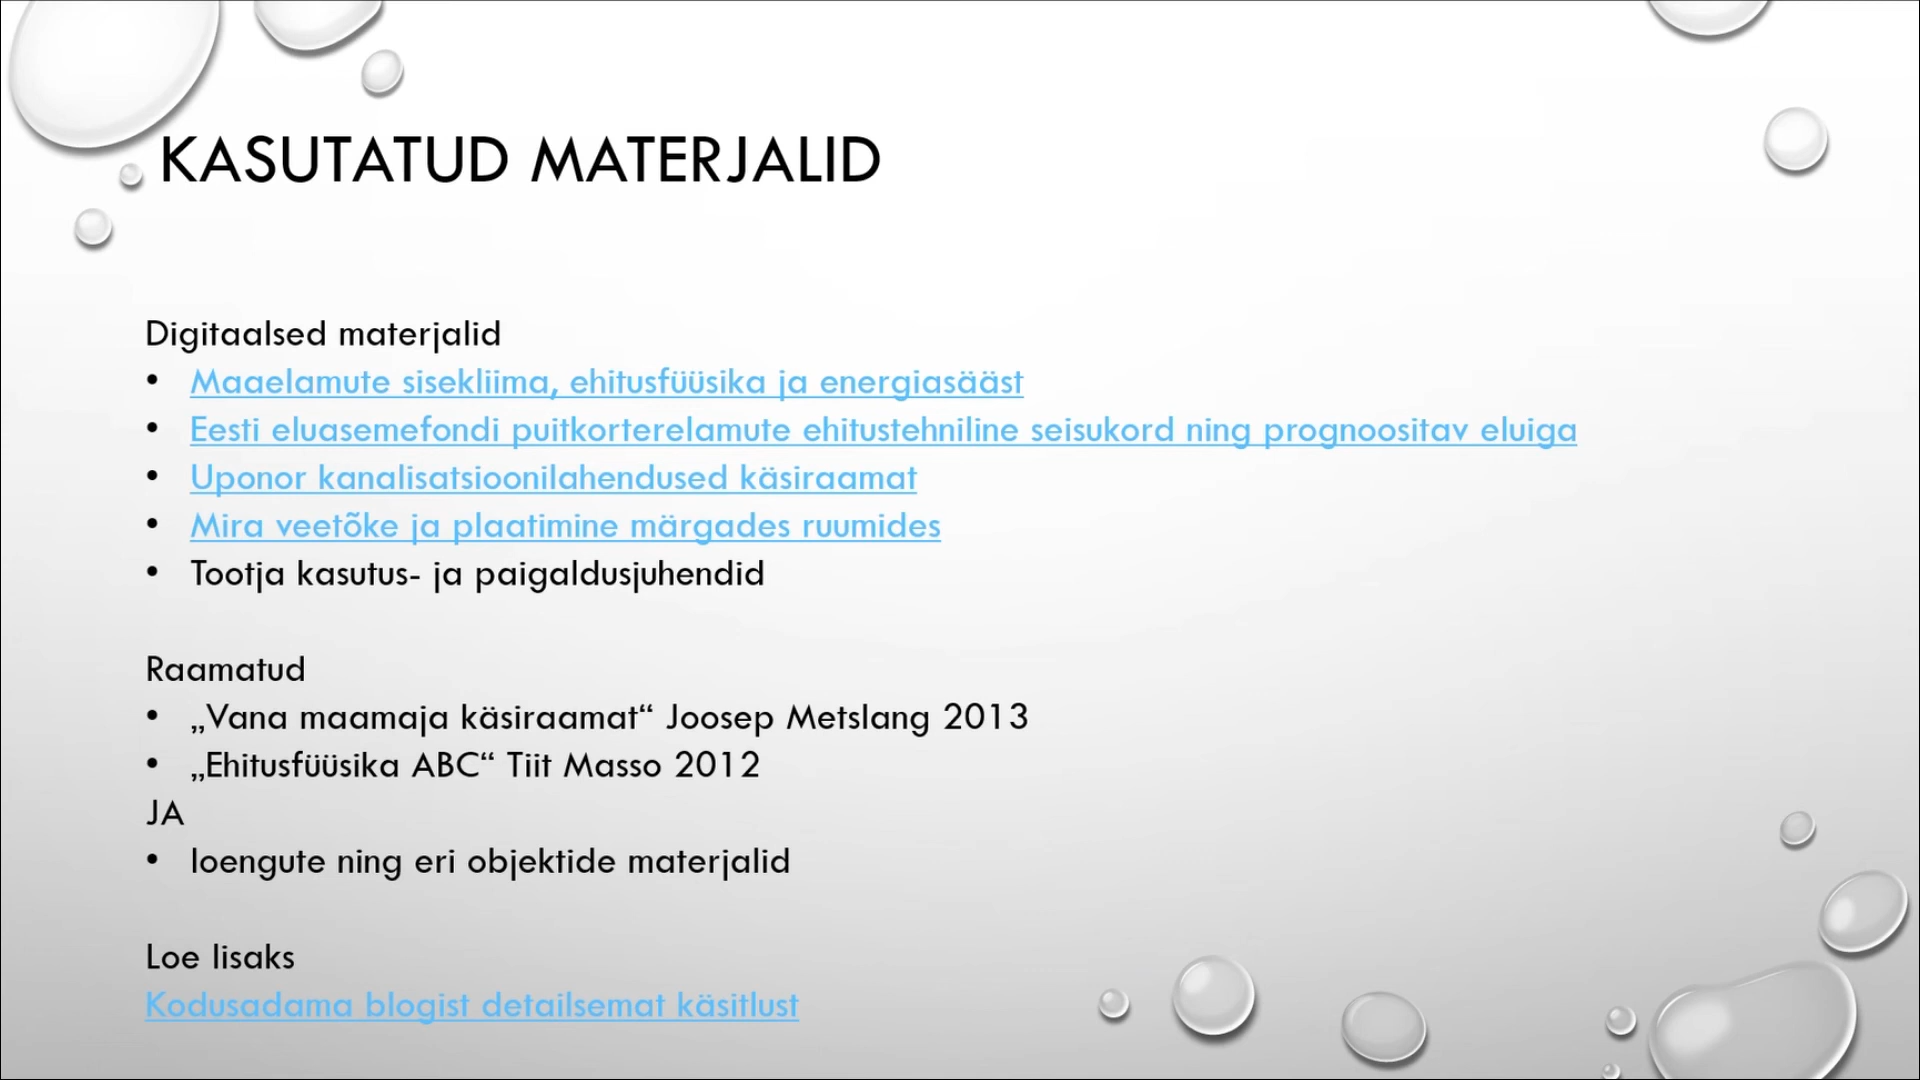 KASUTATUD MATERJALID
Digitaalsed materjalid
• Maaelamute sisekliima, ehitusfüüsika ja energiasääst
• Eesti eluasemefondi puitkorterelamute ehitustehniline seisukord ning prognoositav eluiga
• Uponor kanalisatsioonilahendused käsiraamat
• Mira veetõke ja plaatimine märgades ruumides
• Tootja kasutus- ja paigaldusjuhendid
Raamatud
• „Vana maamaja käsiraamat“ Joosep Metslang 2013
• „Ehitusfüüsika ABC“ Tiit Masso 2012
JA
• loengute ning eri objektide materjalid
Loe lisaks
Kodusadama blogist detailsemat käsitlust